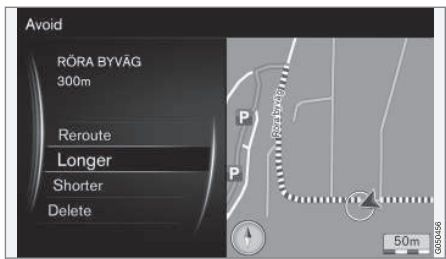 Avoid
RÖRA BYVÄG
300m
Reroute
Longer
Shorter
Delete
P
Röra byväg
P
50m
G050456